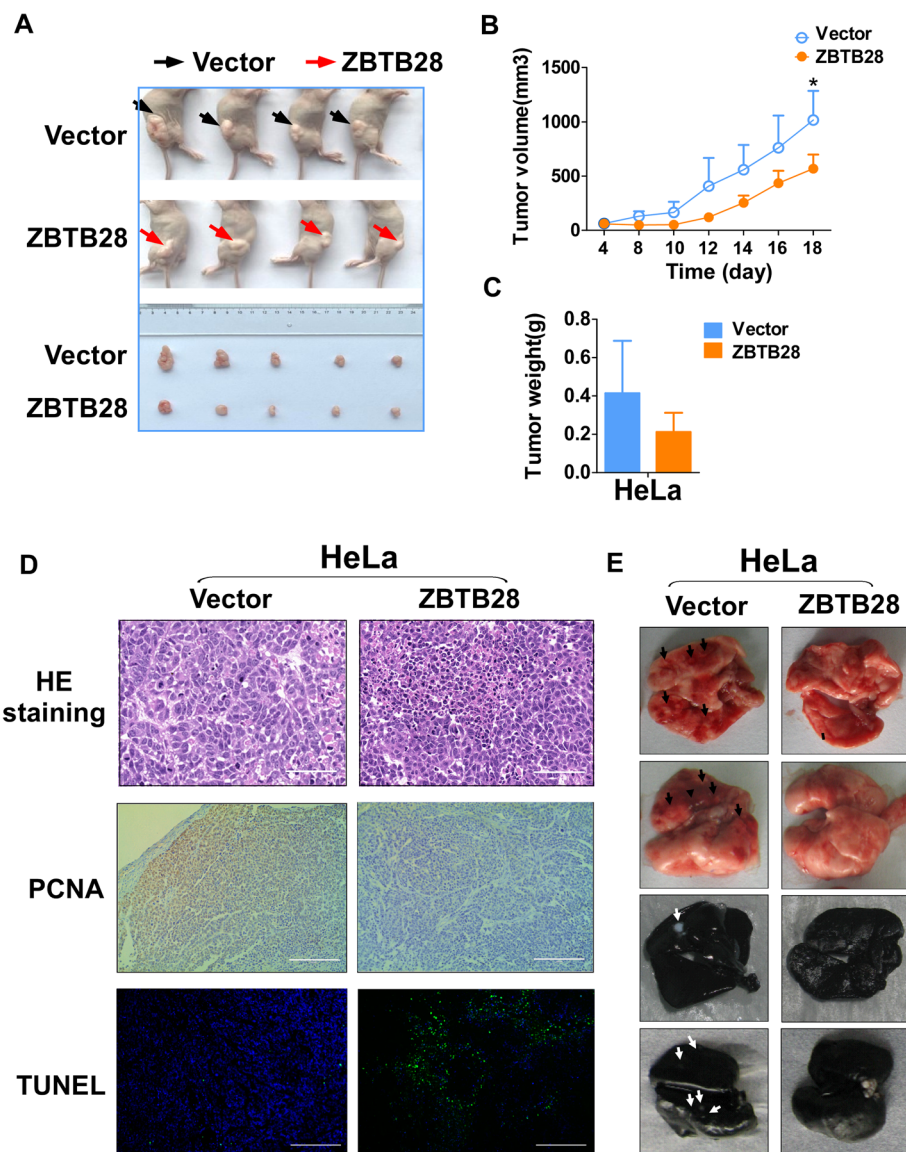 A
Vector ZBTB28
Vector
ZBTB28
Vector
ZBTB28
B
Vector
ZBTB28
Tumor volume(mm3)
1500
1000
500
0
*
4 8 10 12 14 16 18
Time (day)
C
Tumor weight(g)
0.8
0.6
0.4
0.2
0.0
Vector
ZBTB28
HeLa
D
HeLa
Vector ZBTB28
HE
staining
PCNA
TUNEL
E
HeLa
Vector ZBTB28